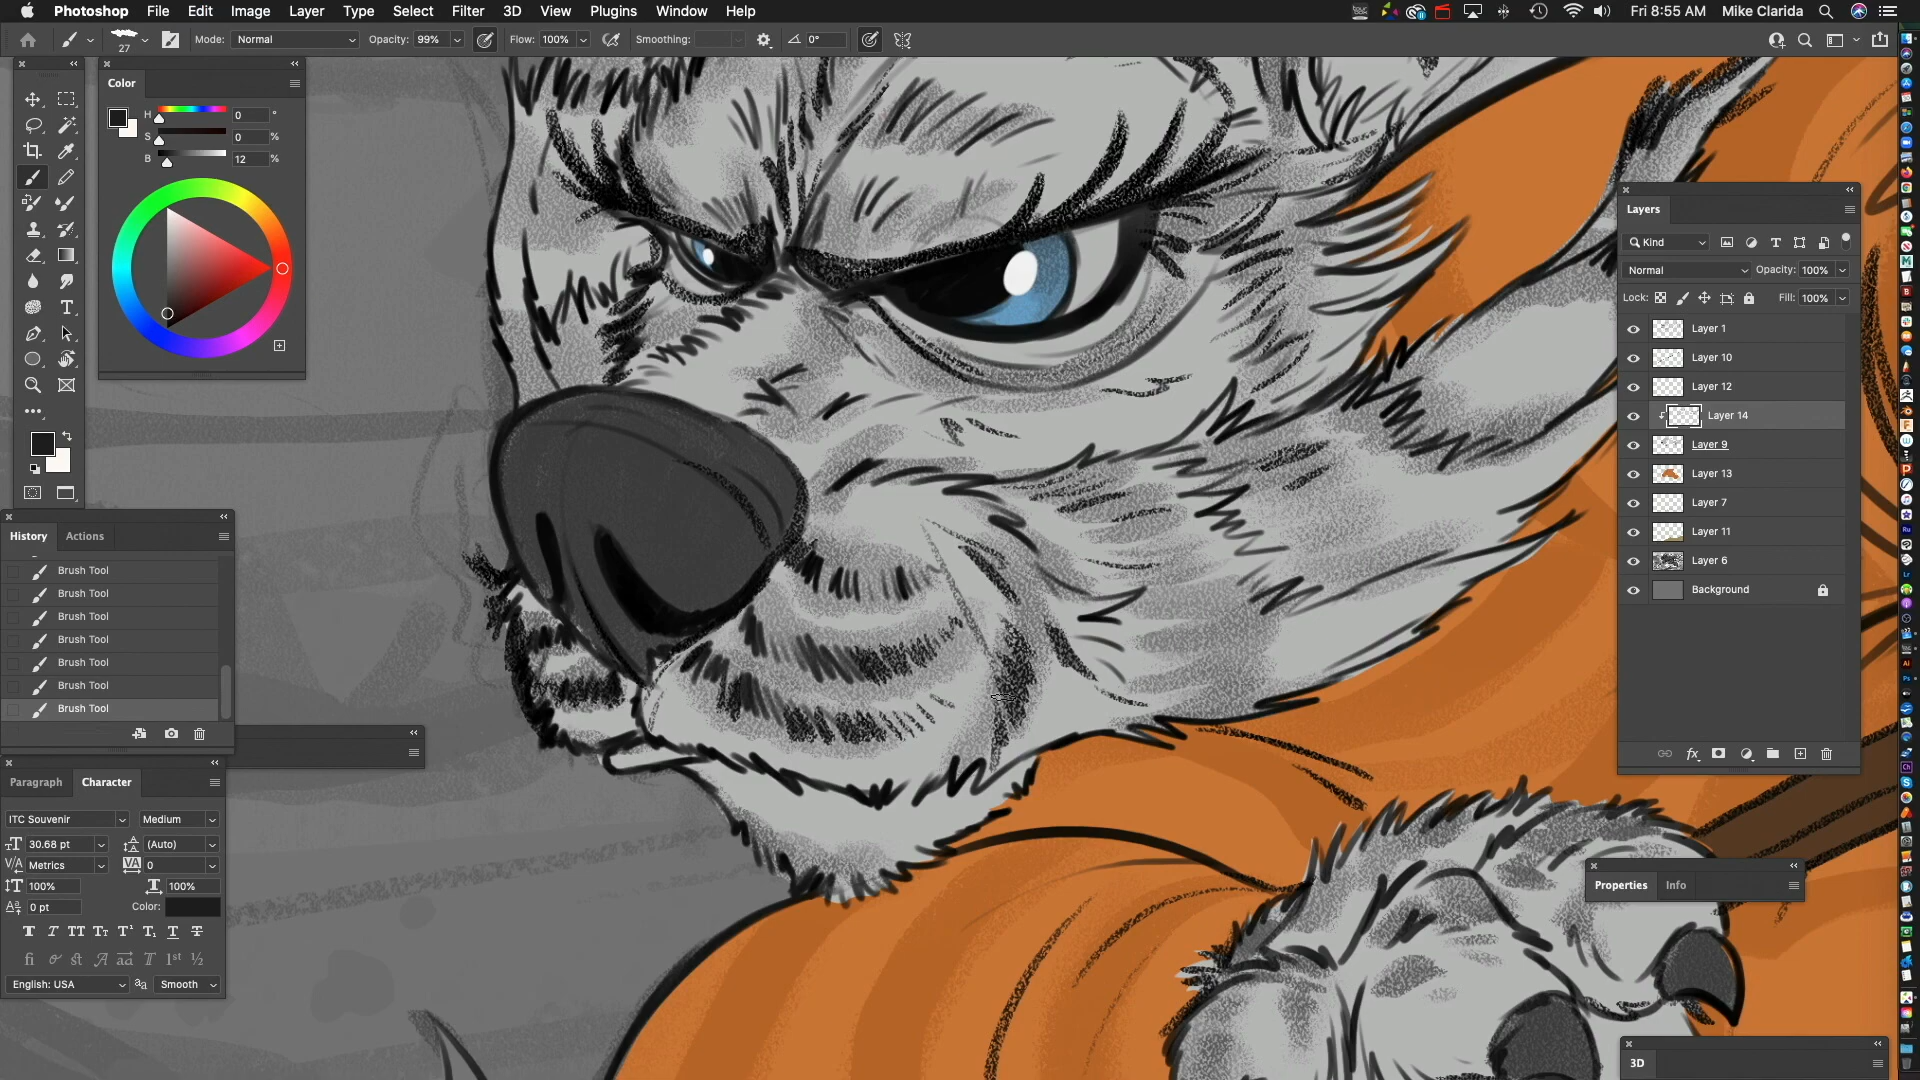 Photoshop File Edit Image Layer Type Select Filter 3D View Plugins Window Help Fri 8:55 AM Mike Clarida
27 Mode: Normal Opacity: 99% Flow: 100% Smoothing: 0°
Color
H 0 °
S 0 %
B 12 %
Layers
Kind
Normal Opacity: 100%
Lock: Fill: 100%
Layer 1
Layer 10
Layer 12
Layer 14
Layer 9
Layer 13
Layer 7
Layer 11
Layer 6
Background
History Actions
Brush Tool
Brush Tool
Brush Tool
Brush Tool
Brush Tool
Brush Tool
Brush Tool
Paragraph Character
ITC Souvenir Medium
30.68 pt (Auto)
Metrics 0
100% 100%
0 pt Color:
English: USA Smooth
Properties Info
3D